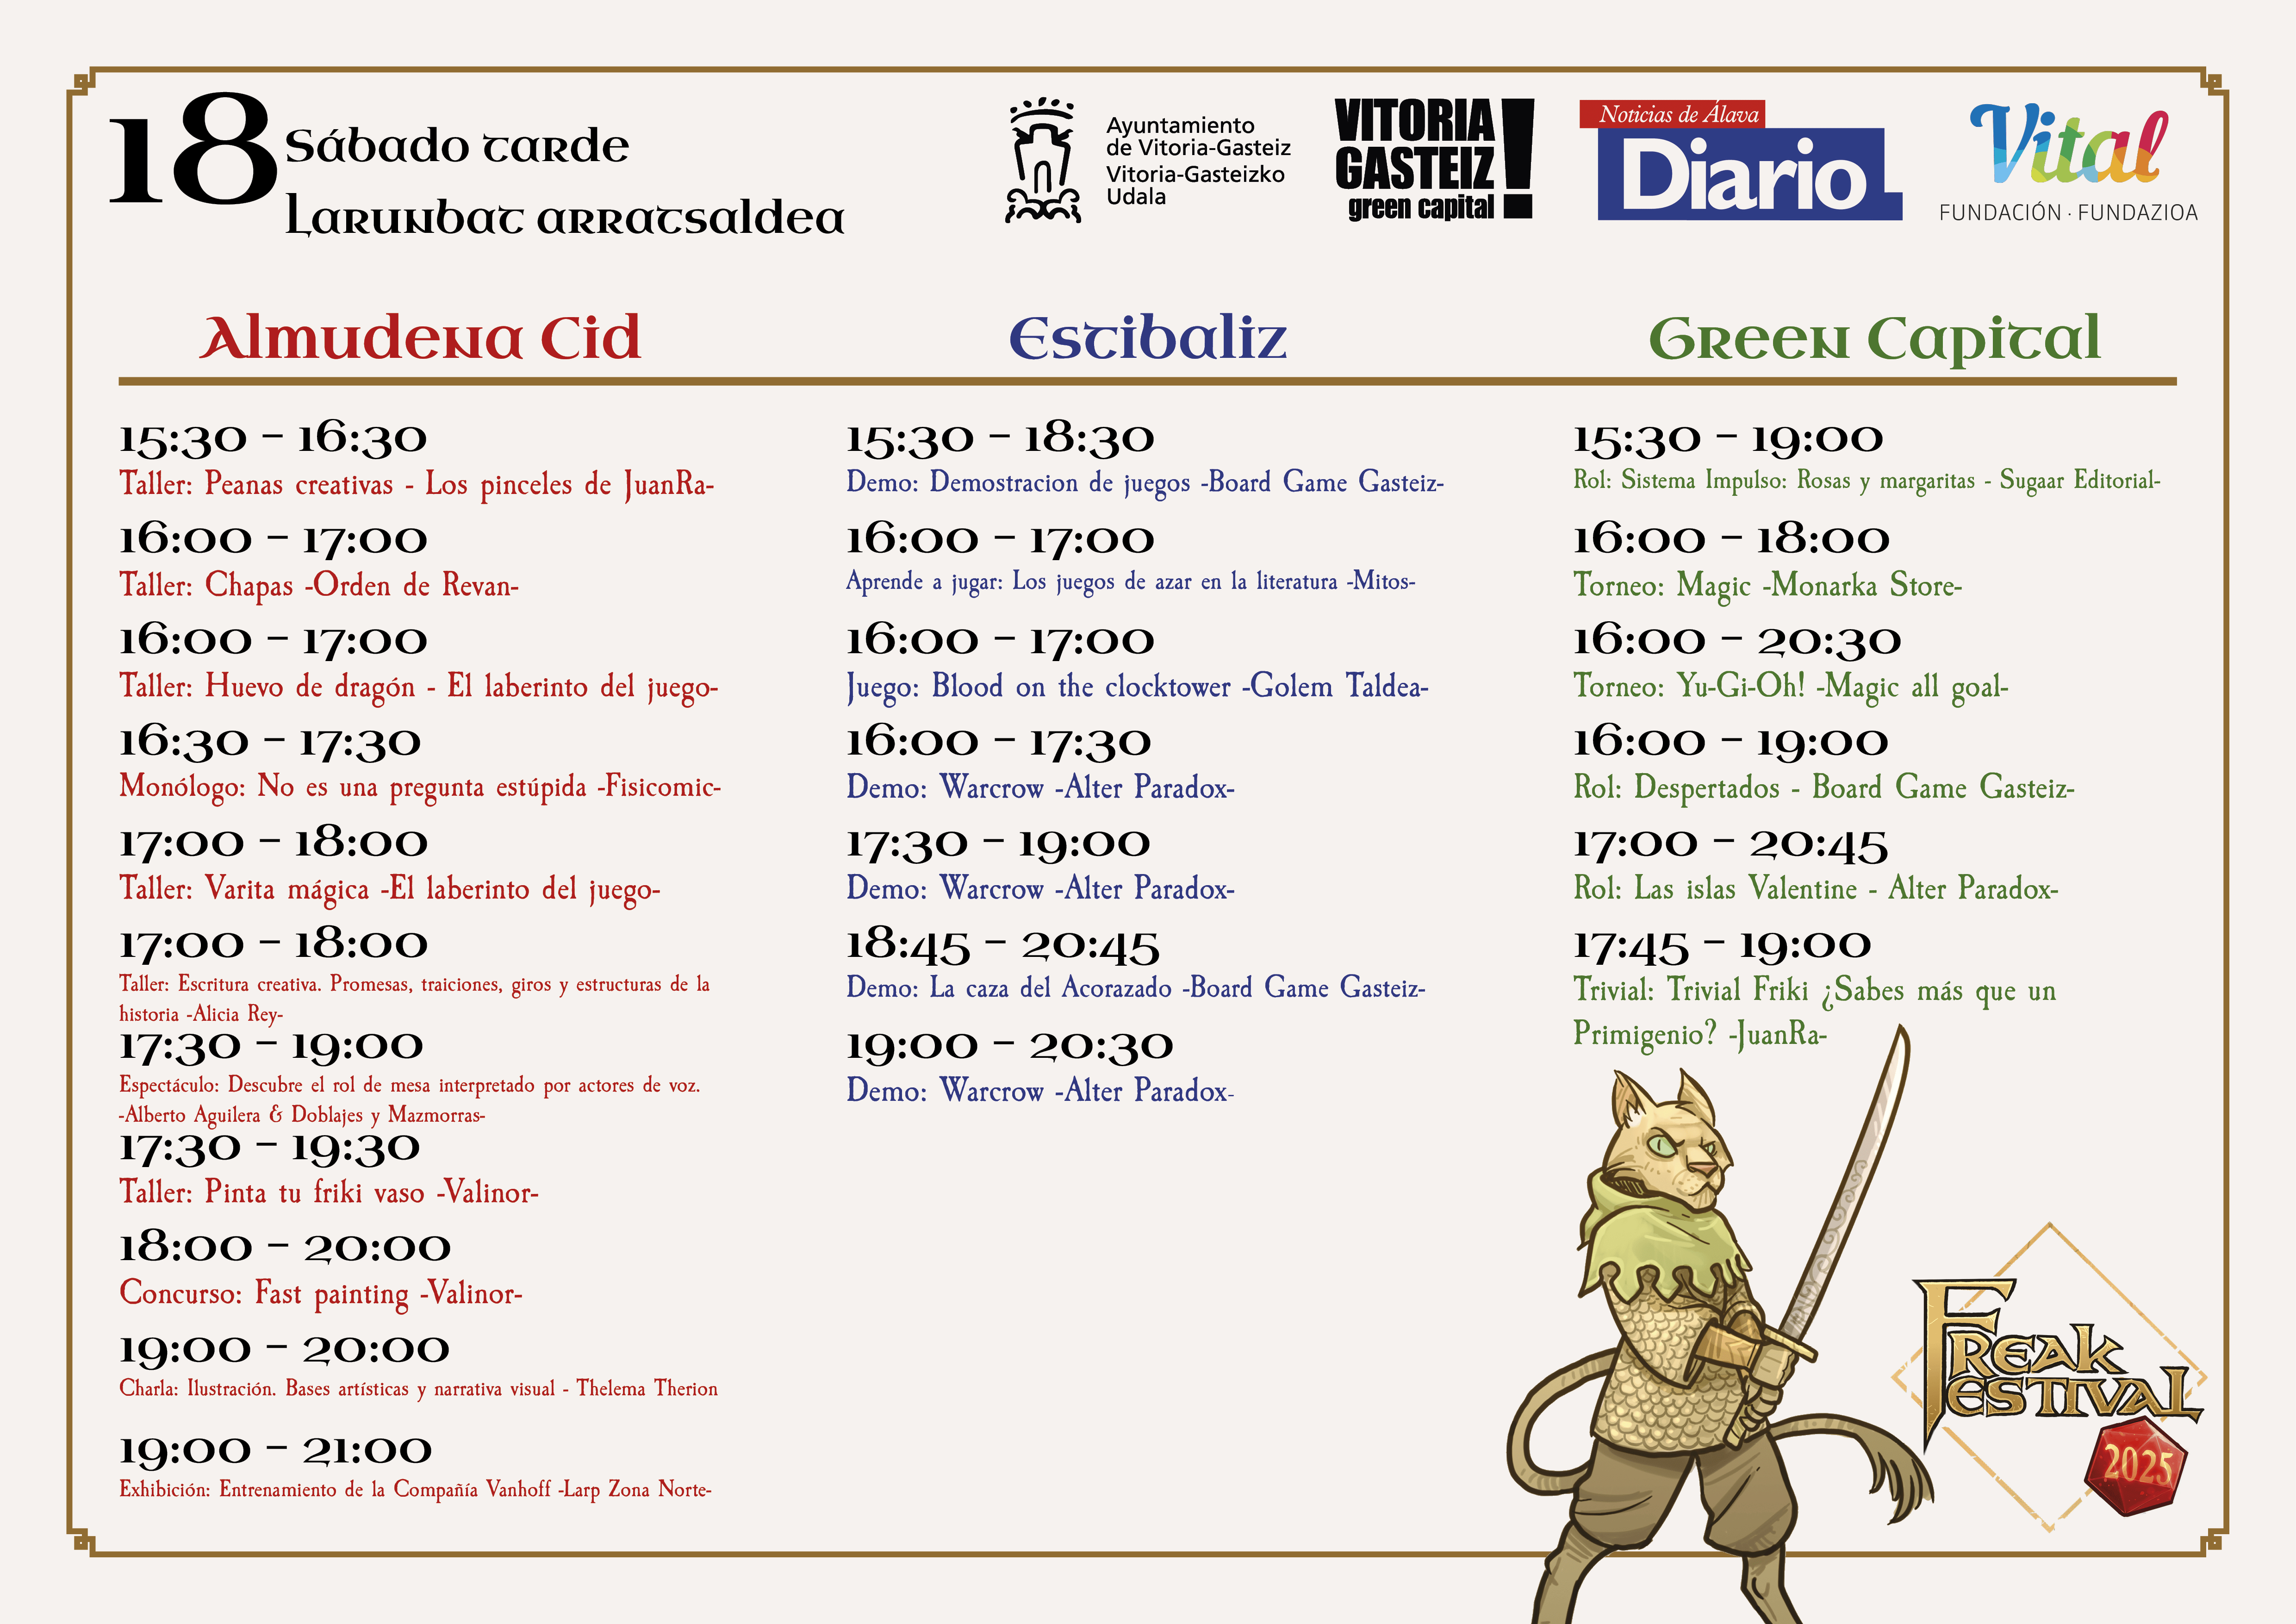 18
Sábado tarde
Larunbat arratsaldea
Ayuntamiento
de Vitoria-Gasteiz
Vitoria-Gasteizko
Udala
VITORIA
GASTEIZ
green capital
!
Noticias de Álava
Diario
Vital
FUNDACIÓN · FUNDAZIOA
Almudena Cid
15:30 – 16:30
Taller: Peanas creativas - Los pinceles de JuanRa-
16:00 – 17:00
Taller: Chapas -Orden de Revan-
16:00 – 17:00
Taller: Huevo de dragón - El laberinto del juego-
16:30 – 17:30
Monólogo: No es una pregunta estúpida -Fisicomic-
17:00 – 18:00
Taller: Varita mágica -El laberinto del juego-
17:00 – 18:00
Taller: Escritura creativa. Promesas, traiciones, giros y estructuras de la
historia -Alicia Rey-
17:30 – 19:00
Espectáculo: Descubre el rol de mesa interpretado por actores de voz.
-Alberto Aguilera & Doblajes y Mazmorras-
17:30 – 19:30
Taller: Pinta tu friki vaso -Valinor-
18:00 – 20:00
Concurso: Fast painting -Valinor-
19:00 – 20:00
Charla: Ilustración. Bases artísticas y narrativa visual - Thelema Therion
19:00 – 21:00
Exhibición: Entrenamiento de la Compañía Vanhoff -Larp Zona Norte-
Estibaliz
15:30 – 18:30
Demo: Demostracion de juegos -Board Game Gasteiz-
16:00 – 17:00
Aprende a jugar: Los juegos de azar en la literatura -Mitos-
16:00 – 17:00
Juego: Blood on the clocktower -Golem Taldea-
16:00 – 17:30
Demo: Warcrow -Alter Paradox-
17:30 – 19:00
Demo: Warcrow -Alter Paradox-
18:45 – 20:45
Demo: La caza del Acorazado -Board Game Gasteiz-
19:00 – 20:30
Demo: Warcrow -Alter Paradox-
Green Capital
15:30 – 19:00
Rol: Sistema Impulso: Rosas y margaritas - Sugaar Editorial-
16:00 – 18:00
Torneo: Magic -Monarka Store-
16:00 – 20:30
Torneo: Yu-Gi-Oh! -Magic all goal-
16:00 – 19:00
Rol: Despertados - Board Game Gasteiz-
17:00 – 20:45
Rol: Las islas Valentine - Alter Paradox-
17:45 – 19:00
Trivial: Trivial Friki ¿Sabes más que un
Primigenio? -JuanRa-
Freak
Festival
2025